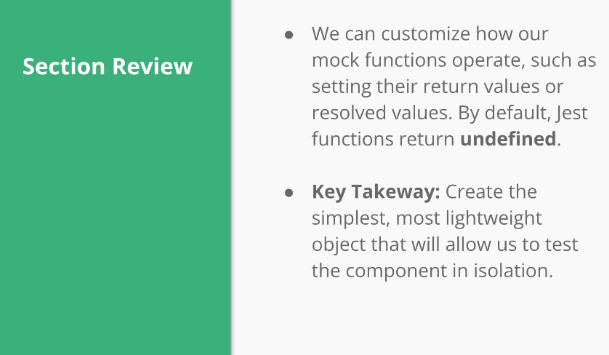 Section Review
● We can customize how our
mock functions operate, such as
setting their return values or
resolved values. By default, Jest
functions return undefined.
● Key Takeway: Create the
simplest, most lightweight
object that will allow us to test
the component in isolation.